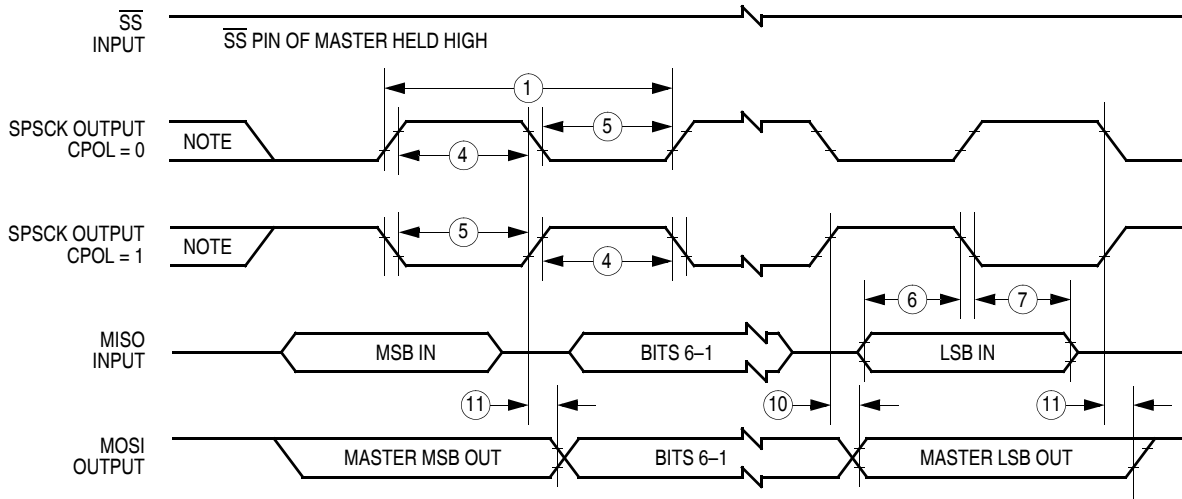 SS
INPUT
SS PIN OF MASTER HELD HIGH
1
SPSCK OUTPUT
CPOL = 0
NOTE
5
4
SPSCK OUTPUT
CPOL = 1
NOTE
5
4
6
7
MISO
INPUT
MSB IN
BITS 6–1
LSB IN
11
10
11
MOSI
OUTPUT
MASTER MSB OUT
BITS 6–1
MASTER LSB OUT